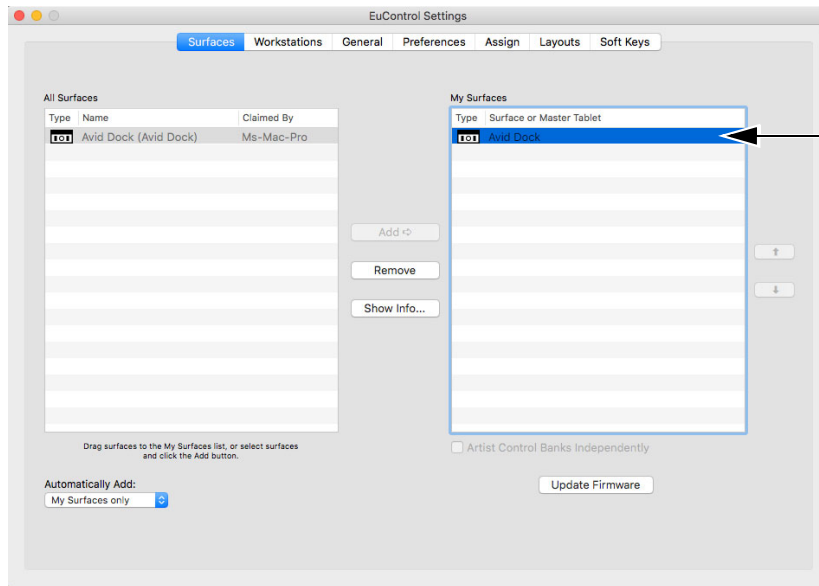 EuControl Settings
Surfaces Workstations General Preferences Assign Layouts Soft Keys
All Surfaces
Type Name Claimed By
Avid Dock (Avid Dock) Ms-Mac-Pro
Add
Remove
Show Info...
My Surfaces
Type Surface or Master Tablet
Avid Dock
Drag surfaces to the My Surfaces list, or select surfaces
and click the Add button.
Artist Control Banks Independently
Automatically Add:
My Surfaces only
Update Firmware